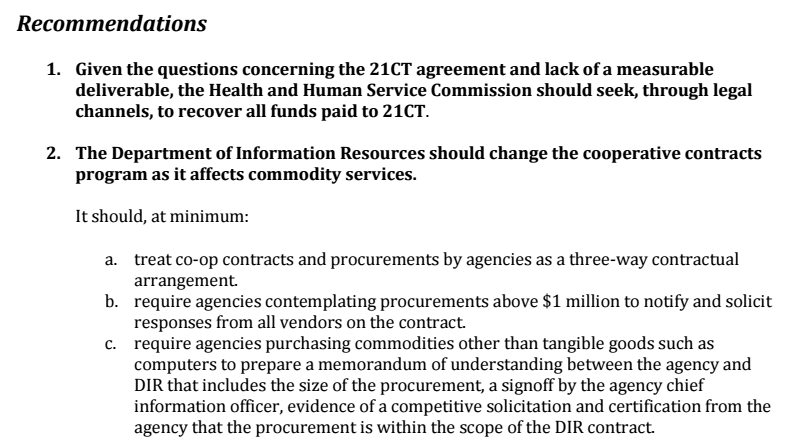 Recommendations
1. Given the questions concerning the 21CT agreement and lack of a measurable
deliverable, the Health and Human Service Commission should seek, through legal
channels, to recover all funds paid to 21CT.
2. The Department of Information Resources should change the cooperative contracts
program as it affects commodity services.
It should, at minimum:
a. treat co-op contracts and procurements by agencies as a three-way contractual
arrangement.
b. require agencies contemplating procurements above $1 million to notify and solicit
responses from all vendors on the contract.
c. require agencies purchasing commodities other than tangible goods such as
computers to prepare a memorandum of understanding between the agency and
DIR that includes the size of the procurement, a signoff by the agency chief
information officer, evidence of a competitive solicitation and certification from the
agency that the procurement is within the scope of the DIR contract.